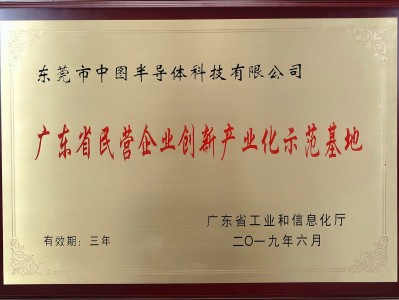 东莞市中图半导体科技有限公司
广东省民营企业创新产业化示范基地
广东省工业和信息化厅
有效期：三年
二〇一九年六月